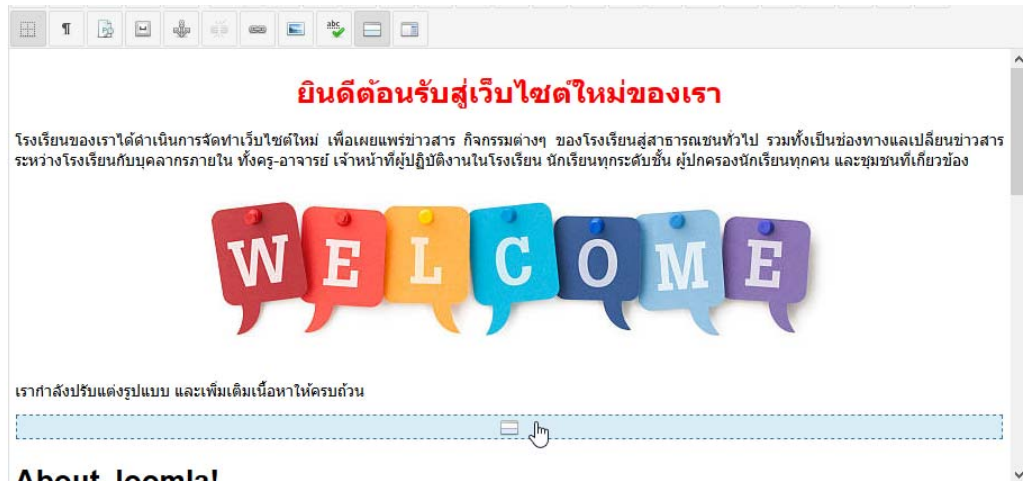 abc
ยินดีต้อนรับสู่เว็บไซต์ใหม่ของเรา
โรงเรียนของเราได้ดำเนินการจัดทำเว็บไซต์ใหม่ เพื่อเผยแพร่ข่าวสาร กิจกรรมต่างๆ ของโรงเรียนสู่สาธารณชนทั่วไป รวมทั้งเป็นช่องทางแลเปลี่ยนข่าวสาร
ระหว่างโรงเรียนกับบุคลากรภายใน ทั้งครู-อาจารย์ เจ้าหน้าที่ผู้ปฏิบัติงานในโรงเรียน นักเรียนทุกระดับชั้น ผู้ปกครองนักเรียนทุกคน และชุมชนที่เกี่ยวข้อง
WELCOME
เรากำลังปรับแต่งรูปแบบ และเพิ่มเติมเนื้อหาให้ครบถ้วน
About Joomla!